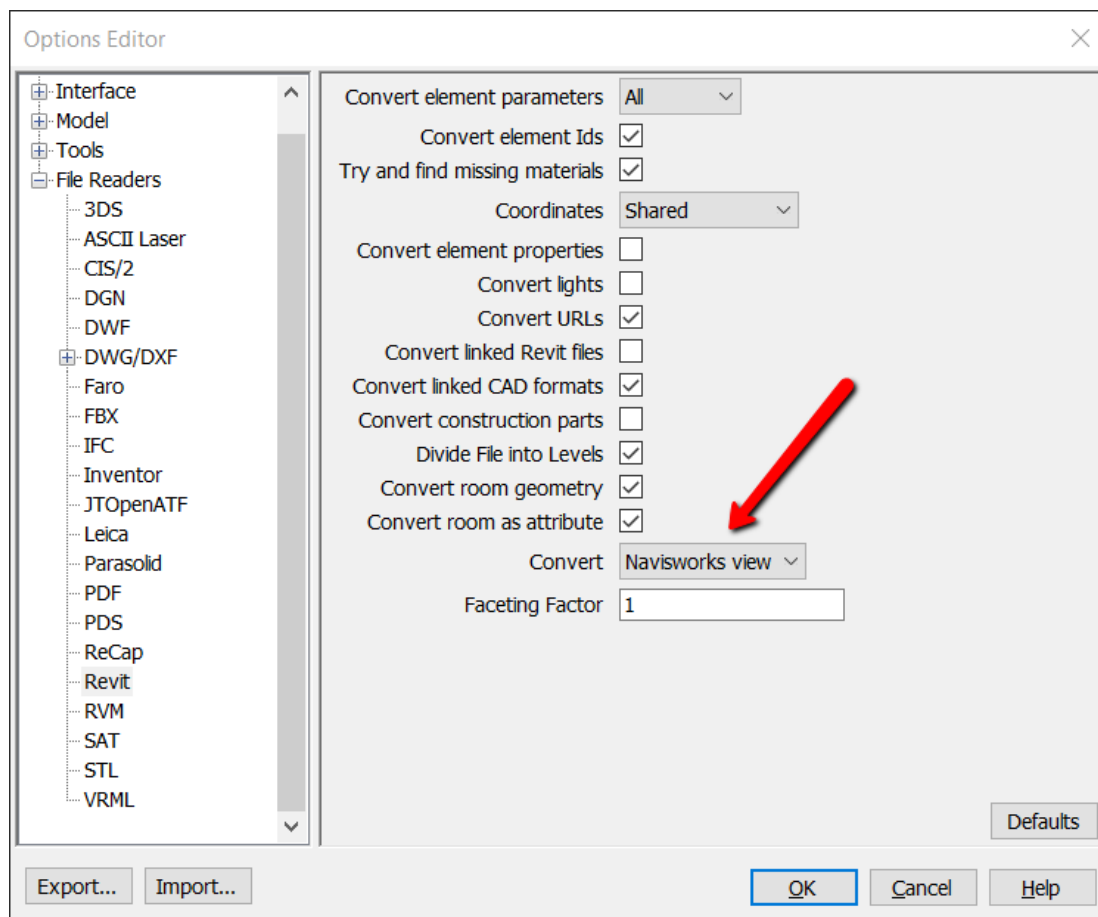 Options Editor
Interface
Model
Tools
File Readers
3DS
ASCII Laser
CIS/2
DGN
DWF
DWG/DXF
Faro
FBX
IFC
Inventor
JTOpenATF
Leica
Parasolid
PDF
PDS
ReCap
Revit
RVM
SAT
STL
VRML
Convert element parameters All
Convert element Ids
Try and find missing materials
Coordinates Shared
Convert element properties
Convert lights
Convert URLs
Convert linked Revit files
Convert linked CAD formats
Convert construction parts
Divide File into Levels
Convert room geometry
Convert room as attribute
Convert Navisworks view
Faceting Factor 1
Defaults
Export... Import... OK Cancel Help